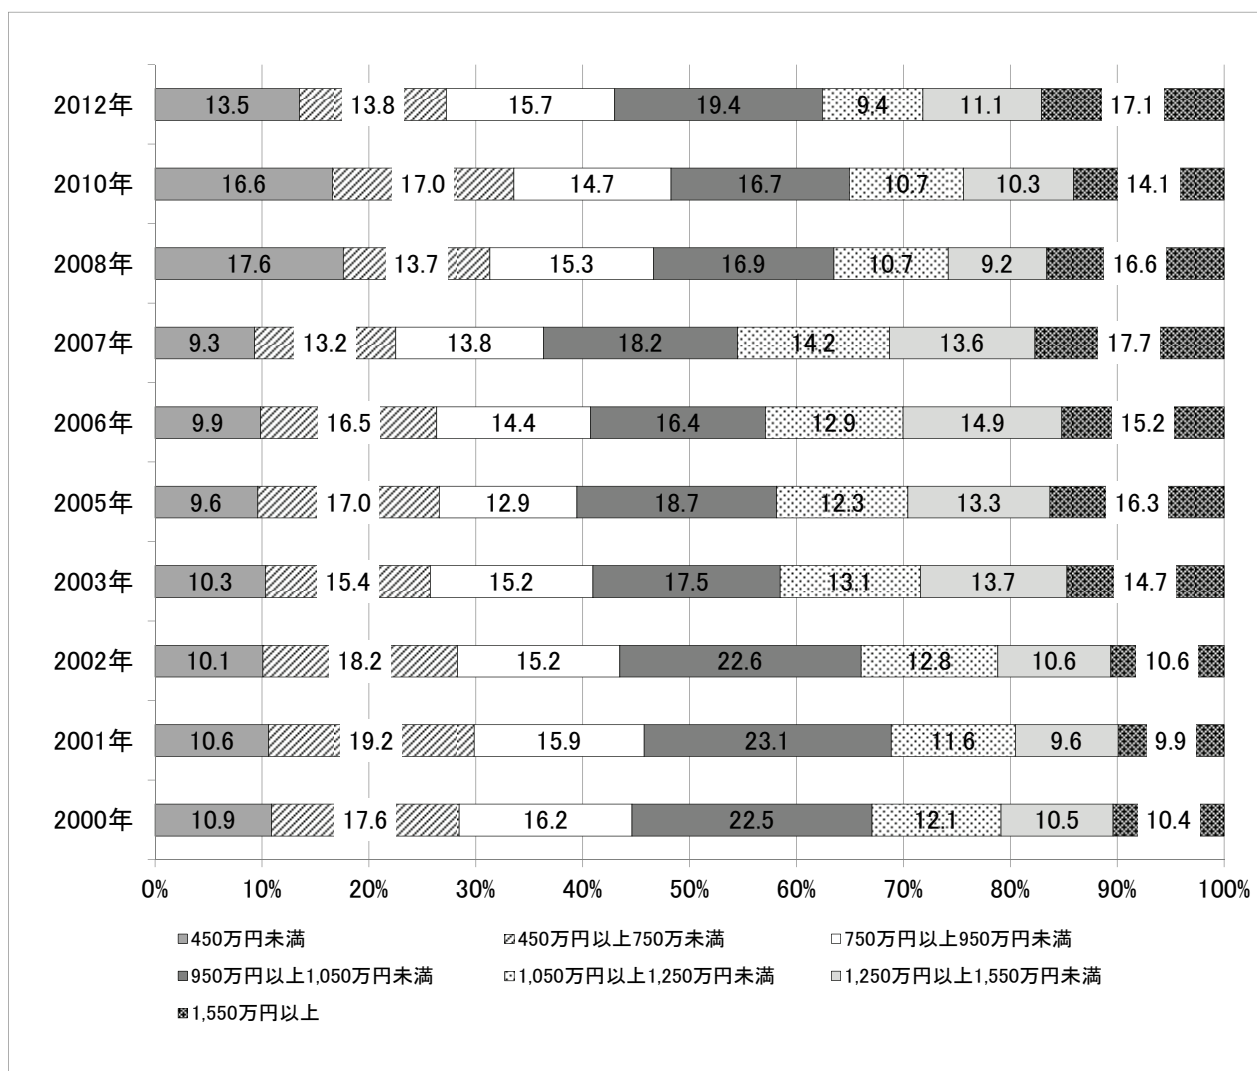 2012年 13.5 13.8 15.7 19.4 9.4 11.1 17.1
2010年 16.6 17.0 14.7 16.7 10.7 10.3 14.1
2008年 17.6 13.7 15.3 16.9 10.7 9.2 16.6
2007年 9.3 13.2 13.8 18.2 14.2 13.6 17.7
2006年 9.9 16.5 14.4 16.4 12.9 14.9 15.2
2005年 9.6 17.0 12.9 18.7 12.3 13.3 16.3
2003年 10.3 15.4 15.2 17.5 13.1 13.7 14.7
2002年 10.1 18.2 15.2 22.6 12.8 10.6 10.6
2001年 10.6 19.2 15.9 23.1 11.6 9.6 9.9
2000年 10.9 17.6 16.2 22.5 12.1 10.5 10.4
0% 10% 20% 30% 40% 50% 60% 70% 80% 90% 100%
450万円未満 450万円以上750万未満 750万円以上950万円未満
950万円以上1,050万円未満 1,050万円以上1,250万円未満 1,250万円以上1,550万円未満
1,550万円以上